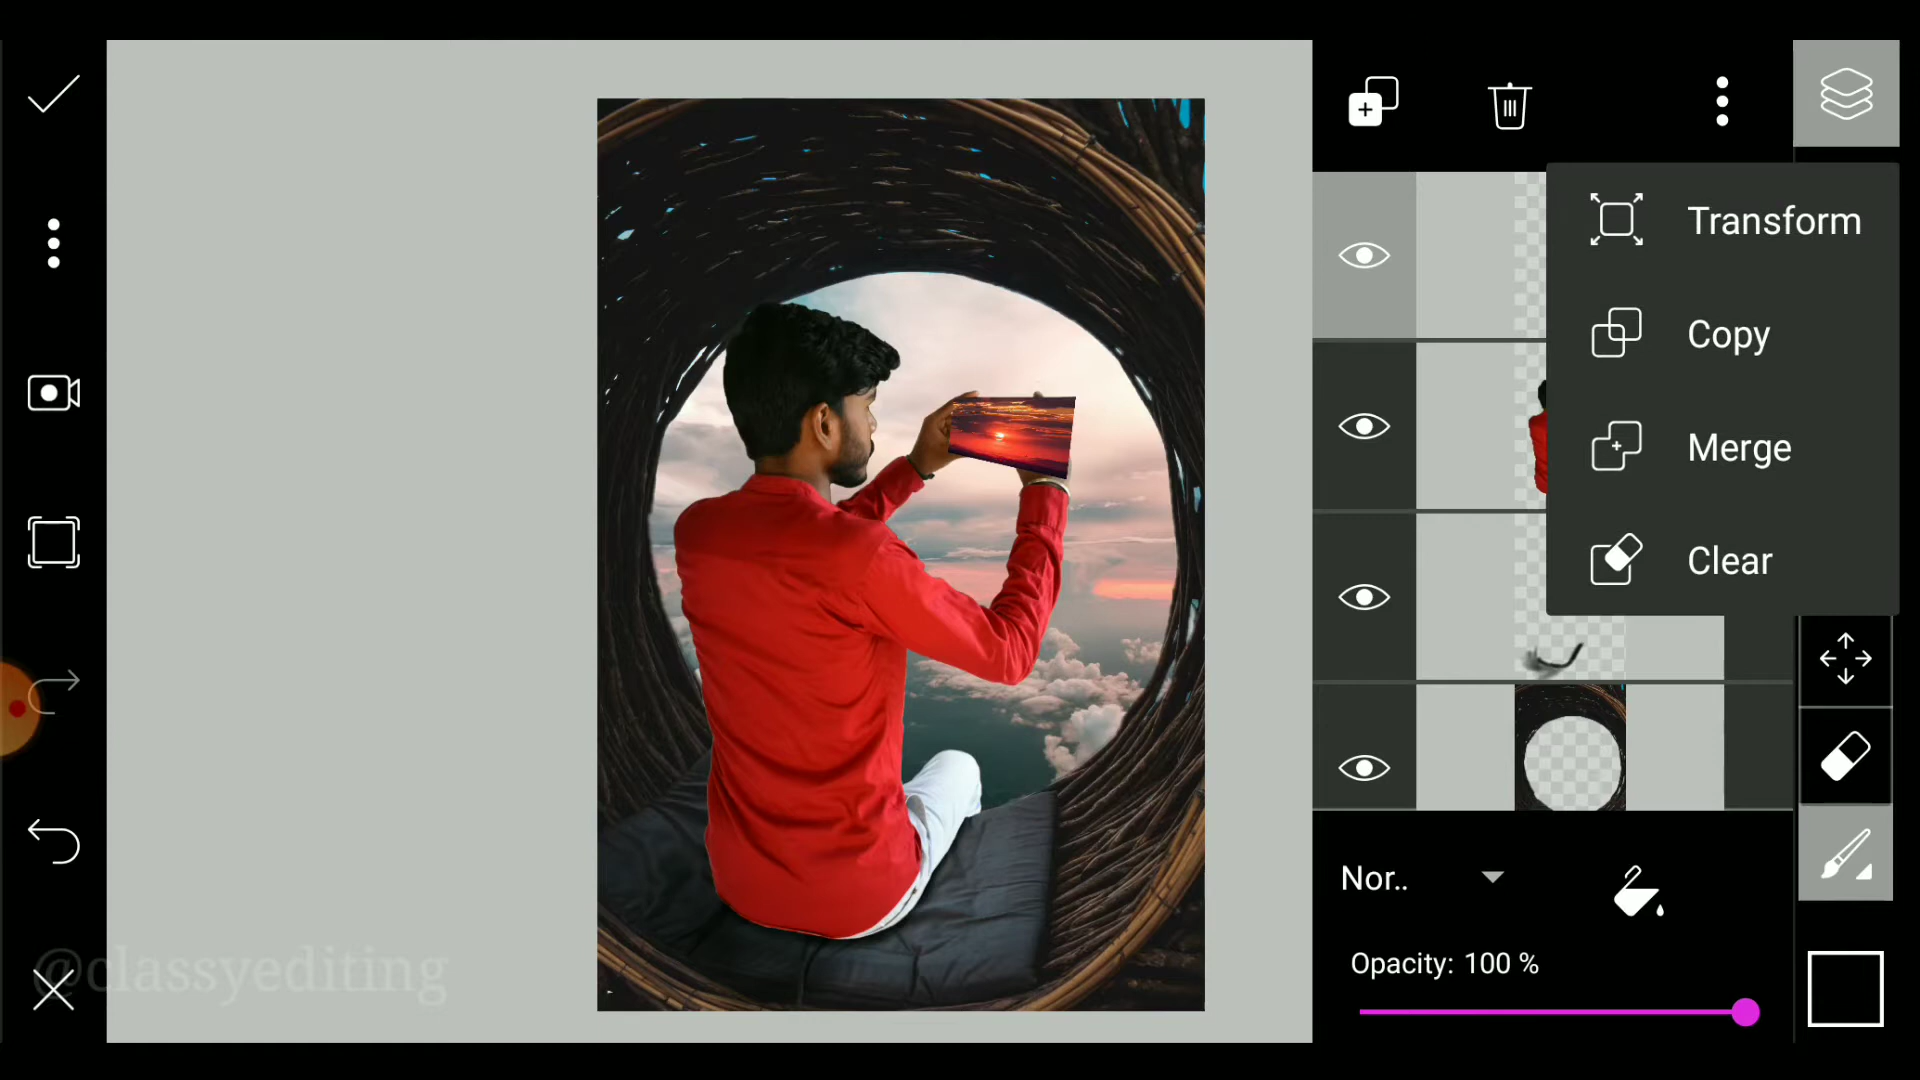 Transform
Copy
Merge
Clear
Nor..
Opacity: 100 %
@classyediting